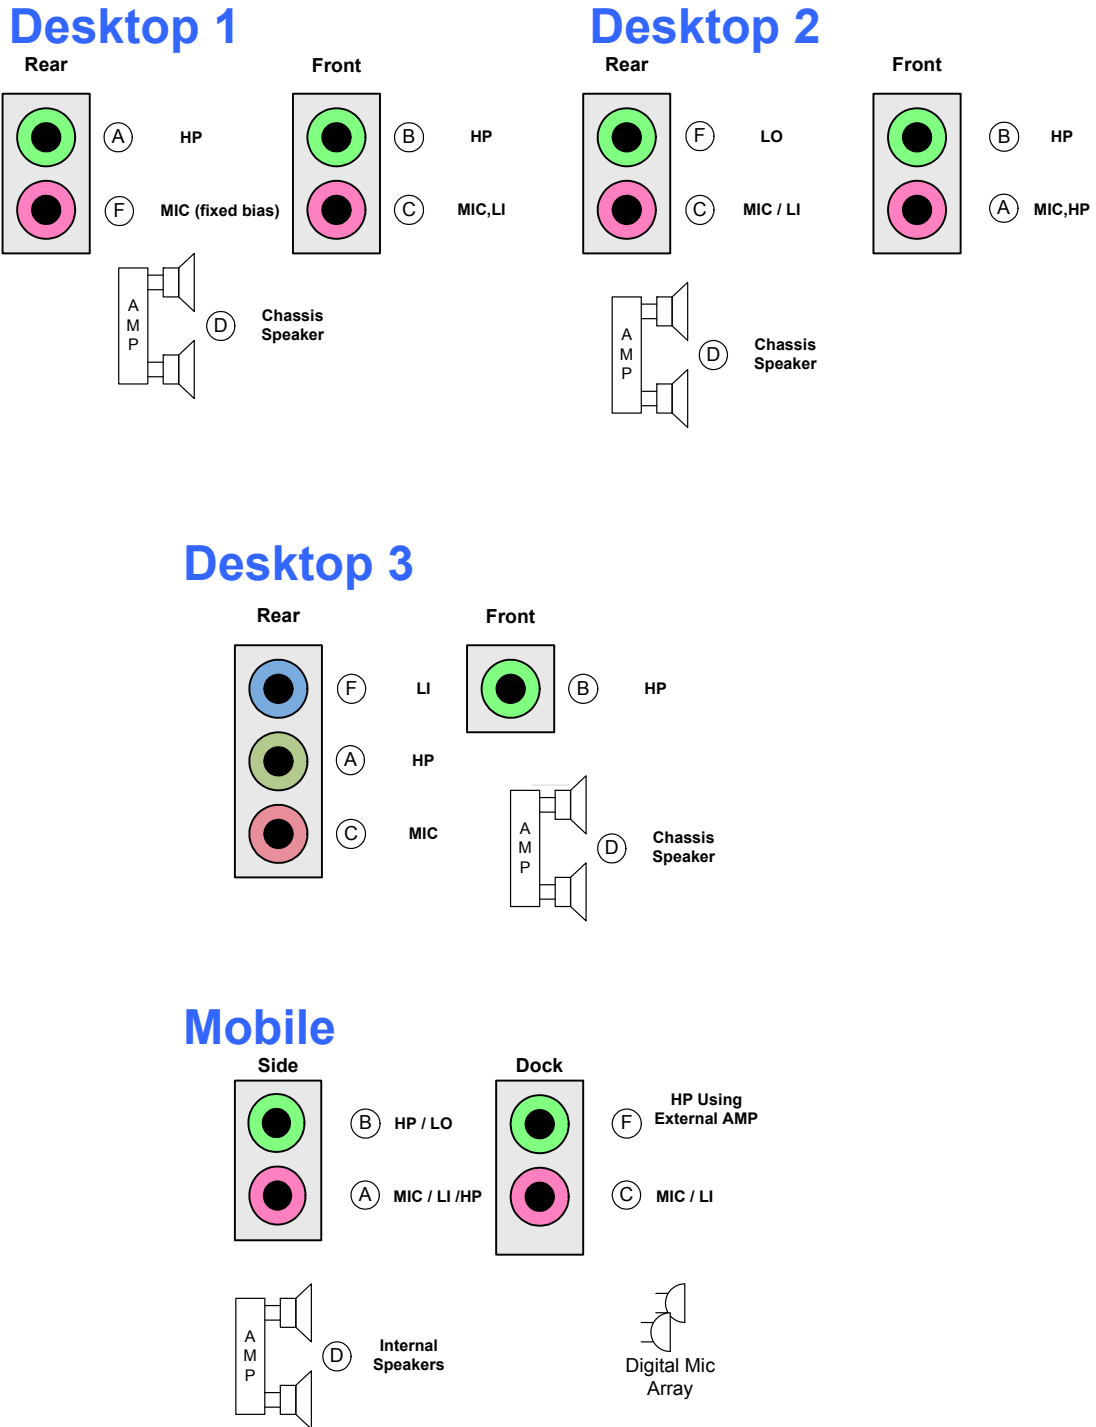 Desktop 1
Rear
Front
A HP
B HP
F MIC (fixed bias)
C MIC,LI
A
M
P
D
Chassis
Speaker
Desktop 2
Rear
Front
F LO
B HP
C MIC / LI
A MIC,HP
A
M
P
D
Chassis
Speaker
Desktop 3
Rear
Front
F LI
B HP
A HP
C MIC
A
M
P
D
Chassis
Speaker
Mobile
Side
Dock
B HP / LO
F
HP Using
External AMP
A MIC / LI /HP
C MIC / LI
A
M
P
D
Internal
Speakers
Digital Mic
Array